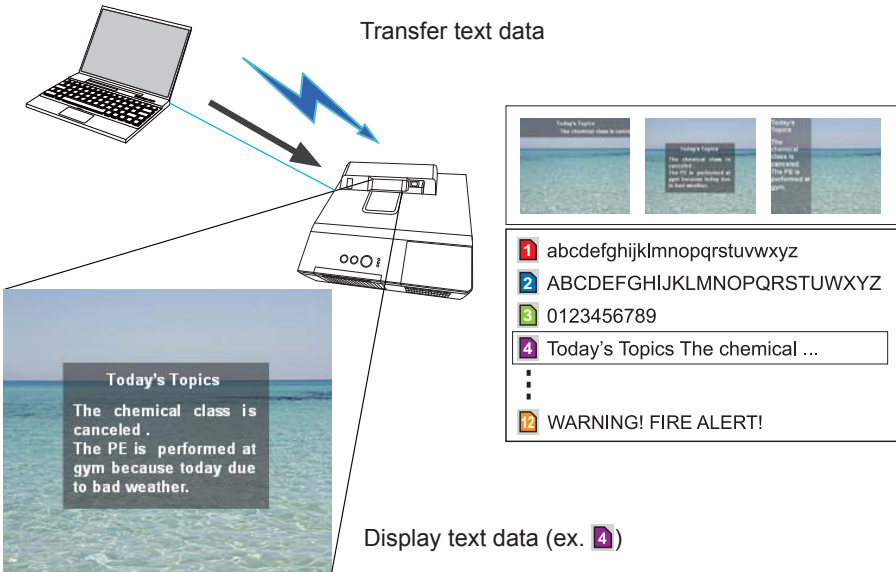 Transfer text data
Today's Topics
The chemical class is cance
Today's Topics
The chemical class is
canceled .
The PE is performed at
gym because today due
to bad weather.
Today's
Topics
The
chemical
class is
canceled
The PE is
performed at
gym
1 abcdefghijklmnopqrstuvwxyz
2 ABCDEFGHIJKLMNOPQRSTUWXYZ
3 0123456789
4 Today's Topics The chemical ...
12 WARNING! FIRE ALERT!
Today's Topics
The chemical class is
canceled .
The PE is performed at
gym because today due
to bad weather.
Display text data (ex. 4)